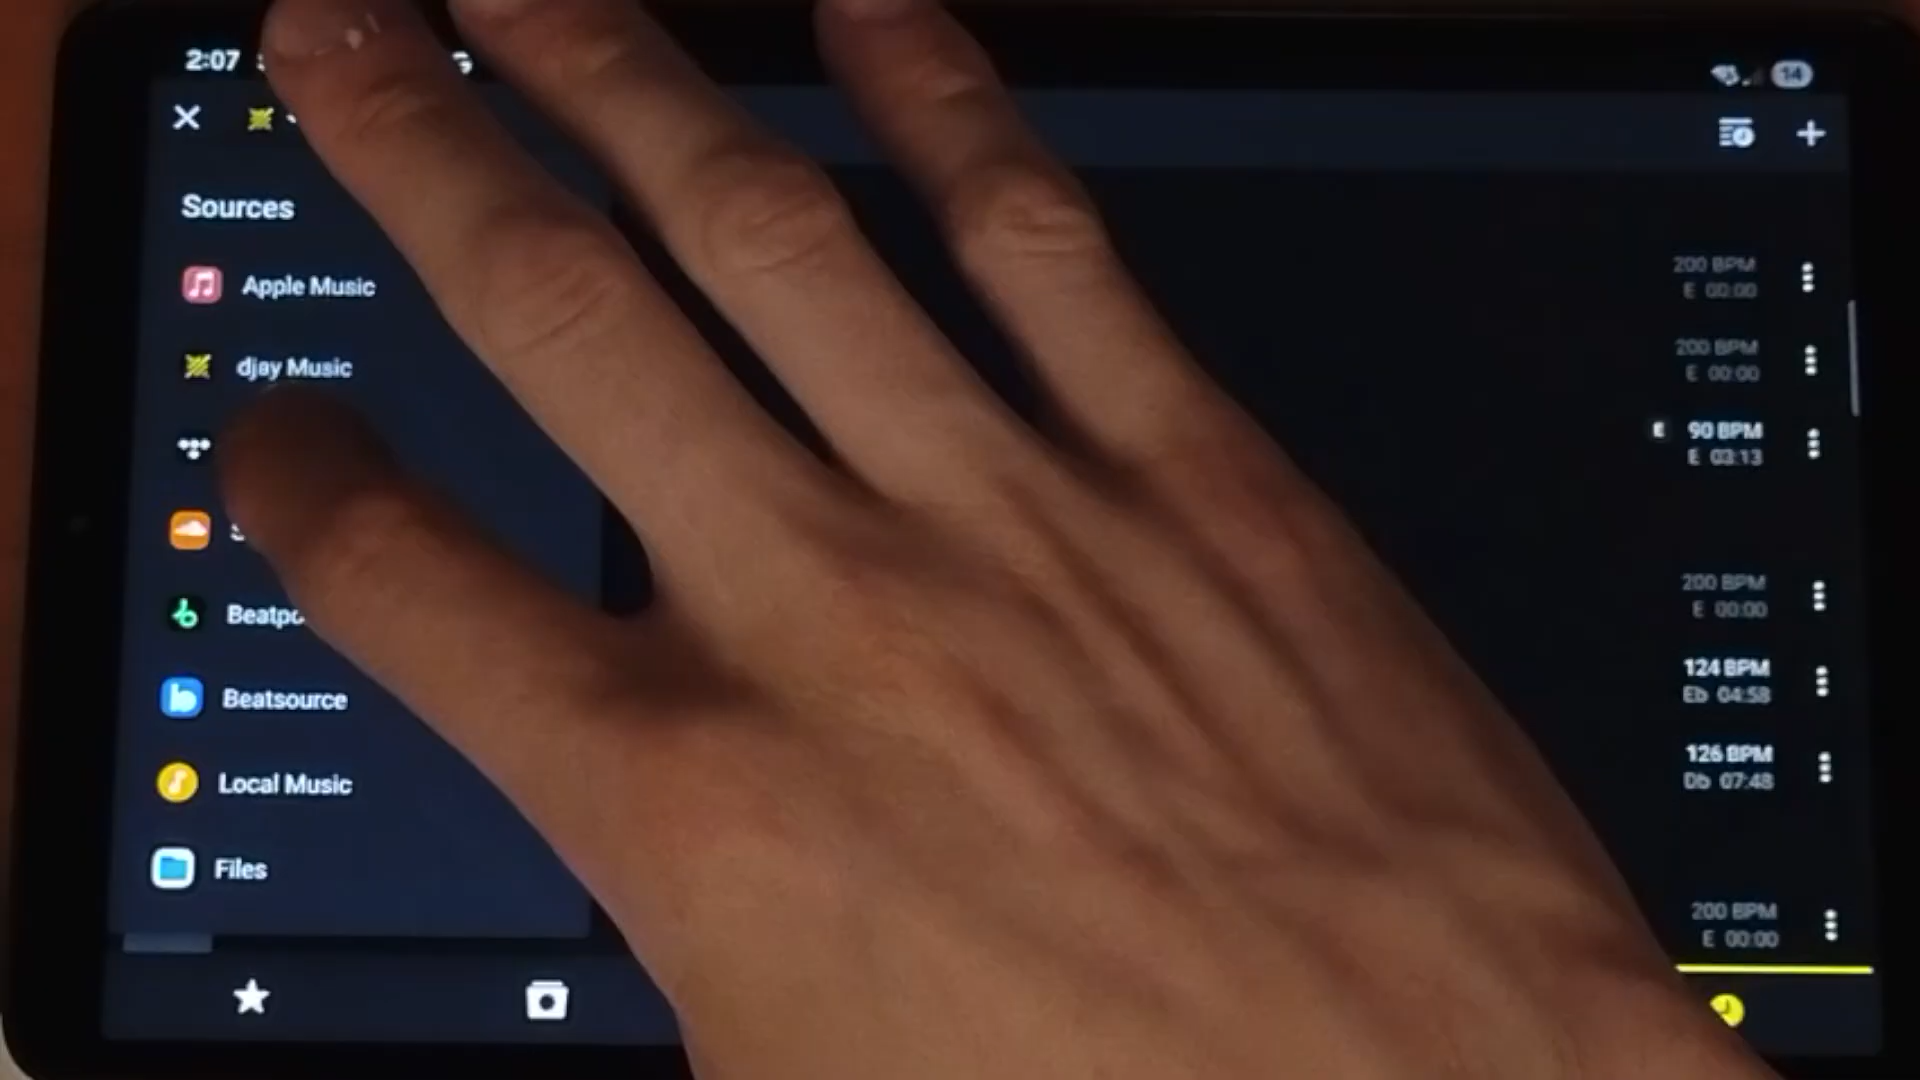 2:07
14
Sources
Apple Music
djay Music
Beatpo
Beatsource
Local Music
Files
200 BPM
E 00:00
200 BPM
E 00:00
E 90 BPM
E 03:13
200 BPM
E 00:00
124 BPM
Eb 04:58
126 BPM
Db 07:48
200 BPM
E 00:00